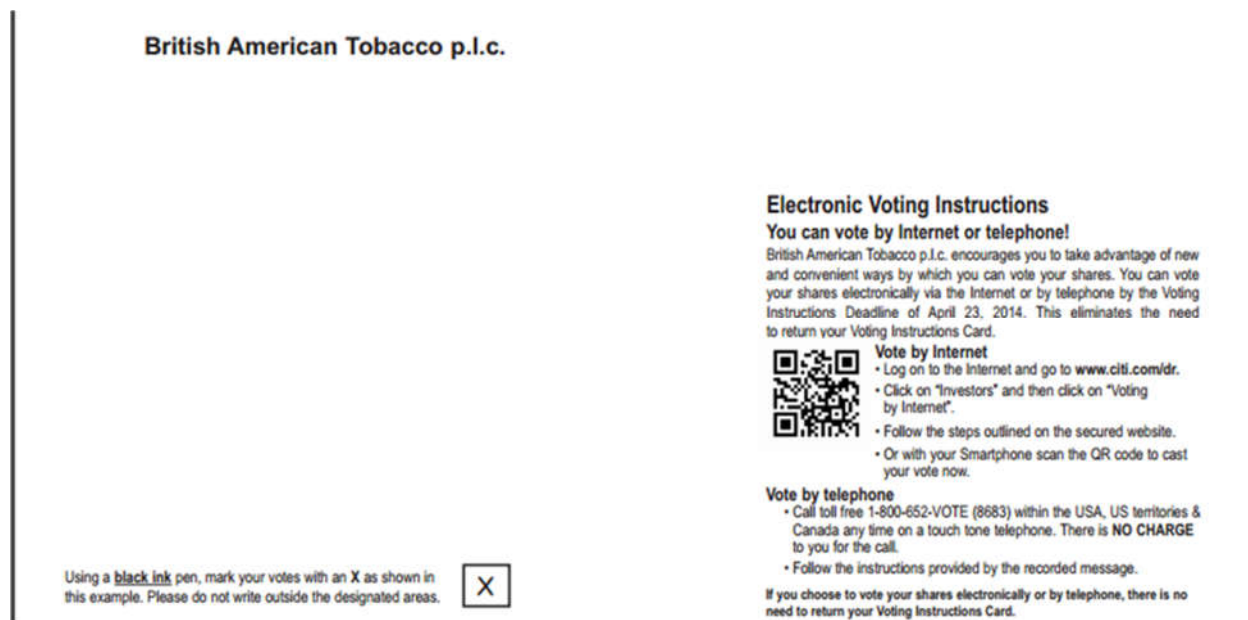 British American Tobacco p.l.c.
Electronic Voting Instructions
You can vote by Internet or telephone!
British American Tobacco p.l.c. encourages you to take advantage of new
and convenient ways by which you can vote your shares. You can vote
your shares electronically via the Internet or by telephone by the Voting
Instructions Deadline of April 23, 2014. This eliminates the need
to return your Voting Instructions Card.
Vote by Internet
• Log on to the Internet and go to www.citi.com/dr.
• Click on "Investors" and then click on "Voting
by Internet".
• Follow the steps outlined on the secured website.
• Or with your Smartphone scan the QR code to cast
your vote now.
Vote by telephone
• Call toll free 1-800-652-VOTE (8683) within the USA, US territories &
Canada any time on a touch tone telephone. There is NO CHARGE
to you for the call.
• Follow the instructions provided by the recorded message.
If you choose to vote your shares electronically or by telephone, there is no
need to return your Voting Instructions Card.
Using a black ink pen, mark your votes with an X as shown in
this example. Please do not write outside the designated areas.
X